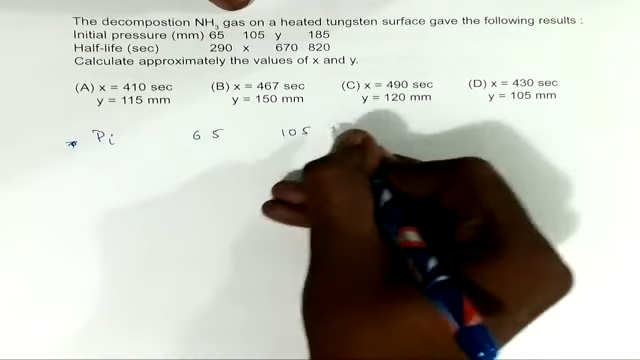 The decompostion NH3 gas on a heated tungsten surface gave the following results :
Initial pressure (mm) 65 105 y 185
Half-life (sec) 290 x 670 820
Calculate approximately the values of x and y.
(A) x = 410 sec (B) x = 467 sec (C) x = 490 sec (D) x = 430 sec
y = 115 mm y = 150 mm y = 120 mm y = 105 mm
Pi 65 105